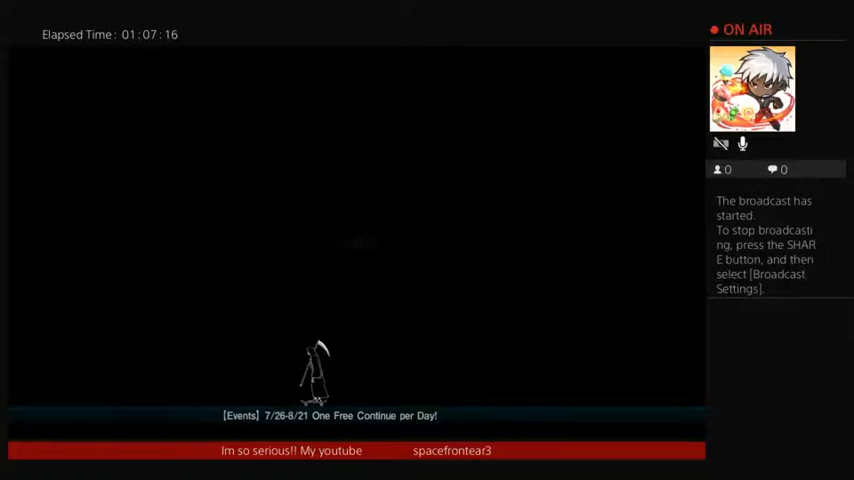 Elapsed Time: 01:07:16
ON AIR
0 0
The broadcast has
started.
To stop broadcasti
ng, press the SHAR
E button, and then
select [Broadcast
Settings].
【Events】 7/26-8/21 One Free Continue per Day!
Im so serious!! My youtube spacefrontear3